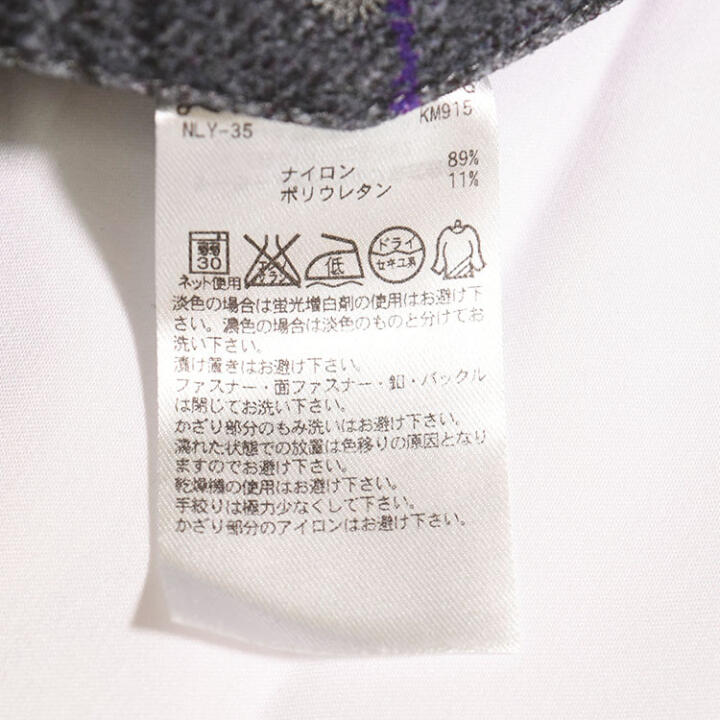 NLY-35
KM915
ナイロン 89%
ポリウレタン 11%
弱
30
ネット使用
エンソ
サラシ
低
ドライ
セキユ系
淡色の場合は蛍光増白剤の使用はお避け下
さい。濃色の場合は淡色のものと分けてお
洗い下さい。
漬け置きはお避け下さい。
ファスナー・面ファスナー・釦・バックル
は閉じてお洗い下さい。
かざり部分のもみ洗いはお避け下さい。
濡れた状態での放置は色移りの原因となり
ますのでお避け下さい。
乾燥機の使用はお避け下さい。
手絞りは極力少なくして下さい。
かざり部分のアイロンはお避け下さい。